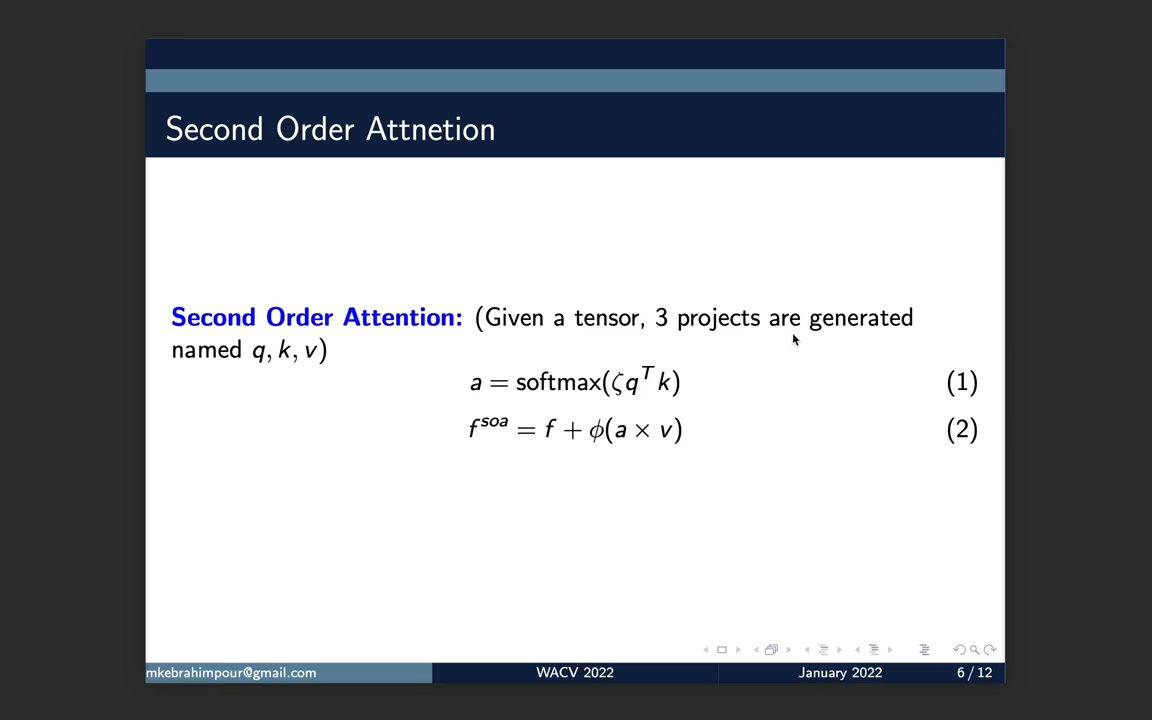 Second Order Attnetion
Second Order Attention: (Given a tensor, 3 projects are generated
named q, k, v)
a = softmax(ζq^T k) (1)
f^soa = f + ϕ(a × v) (2)
mkebrahimpour@gmail.com WACV 2022 January 2022 6 / 12